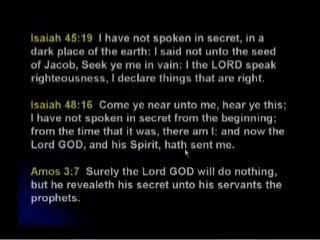 Isaiah 45:19 I have not spoken in secret, in a
dark place of the earth: I said not unto the seed
of Jacob, Seek ye me in vain: I the LORD speak
righteousness, I declare things that are right.
Isaiah 48:16 Come ye near unto me, hear ye this;
I have not spoken in secret from the beginning;
from the time that it was, there am I: and now the
Lord GOD, and his Spirit, hath sent me.
Amos 3:7 Surely the Lord GOD will do nothing,
but he revealeth his secret unto his servants the
prophets.